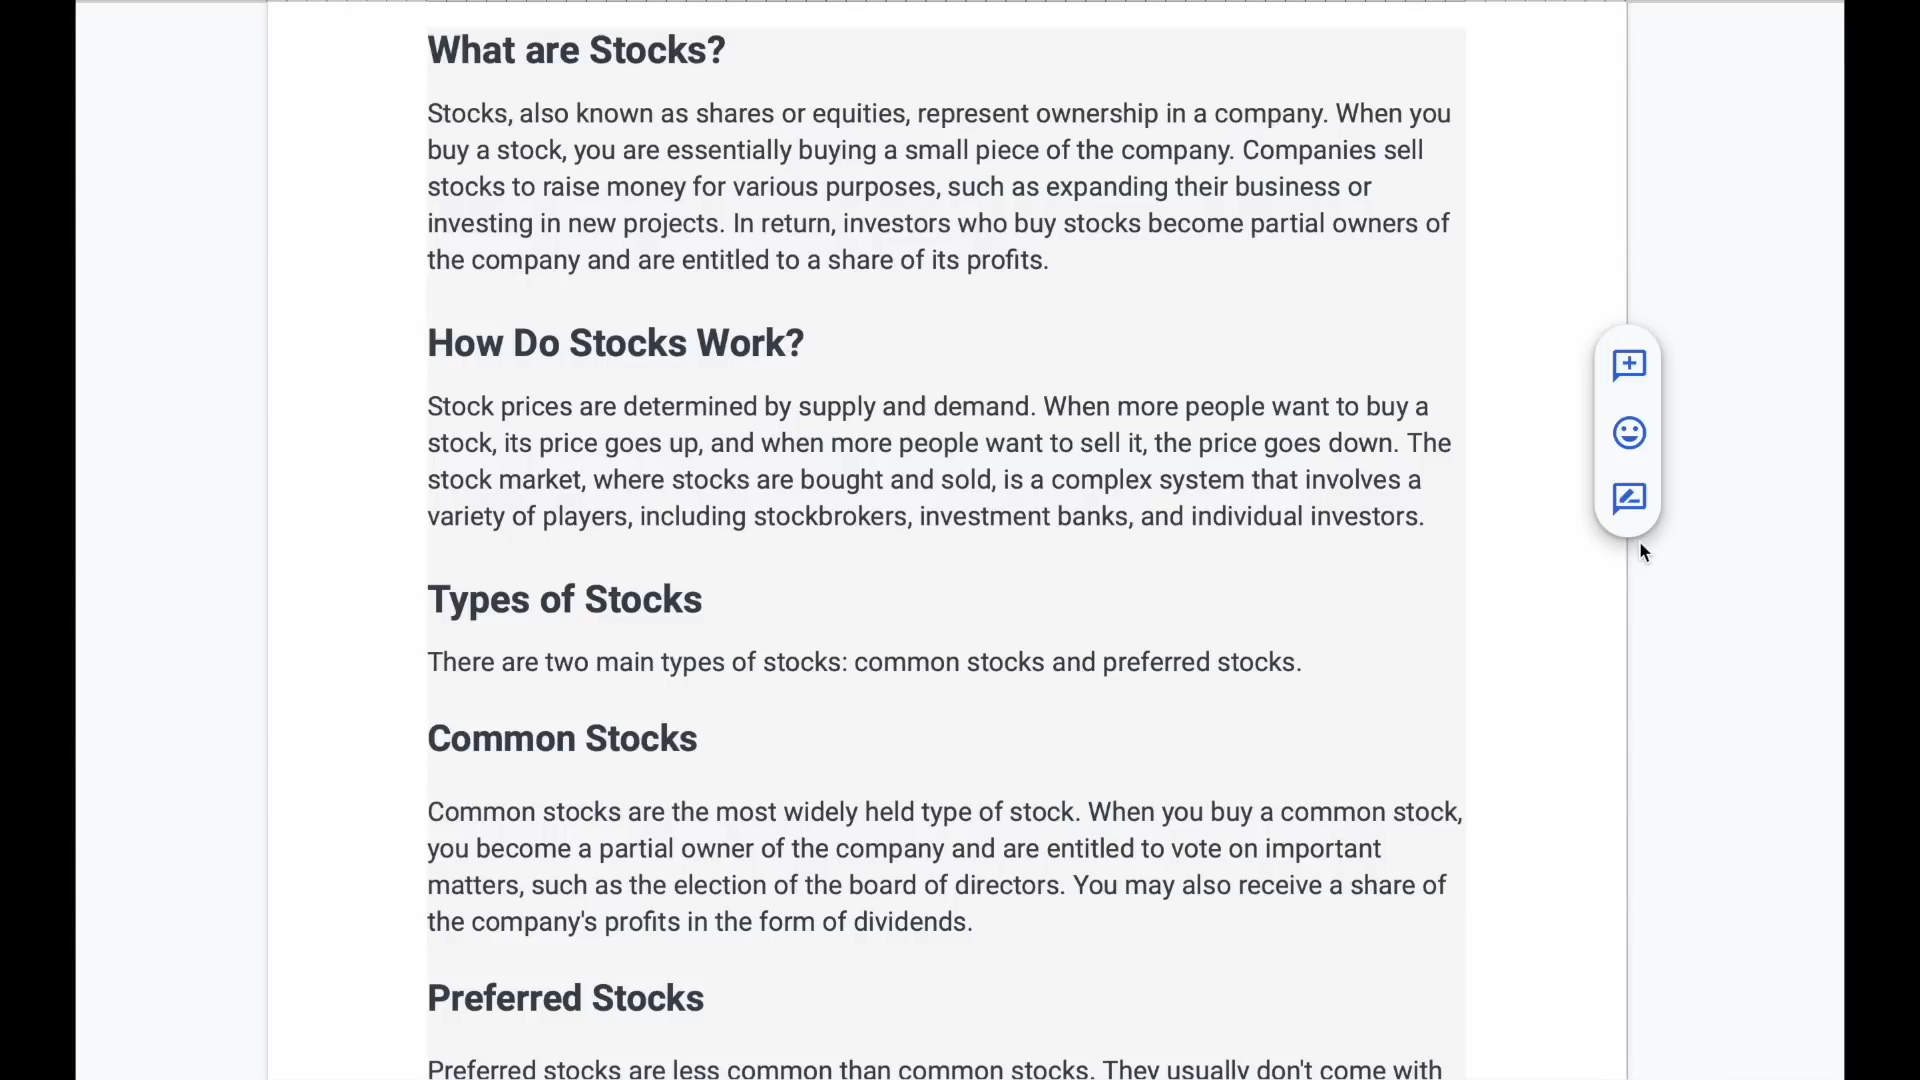 What are Stocks?
Stocks, also known as shares or equities, represent ownership in a company. When you
buy a stock, you are essentially buying a small piece of the company. Companies sell
stocks to raise money for various purposes, such as expanding their business or
investing in new projects. In return, investors who buy stocks become partial owners of
the company and are entitled to a share of its profits.
How Do Stocks Work?
Stock prices are determined by supply and demand. When more people want to buy a
stock, its price goes up, and when more people want to sell it, the price goes down. The
stock market, where stocks are bought and sold, is a complex system that involves a
variety of players, including stockbrokers, investment banks, and individual investors.
Types of Stocks
There are two main types of stocks: common stocks and preferred stocks.
Common Stocks
Common stocks are the most widely held type of stock. When you buy a common stock,
you become a partial owner of the company and are entitled to vote on important
matters, such as the election of the board of directors. You may also receive a share of
the company's profits in the form of dividends.
Preferred Stocks
Preferred stocks are less common than common stocks. They usually don't come with